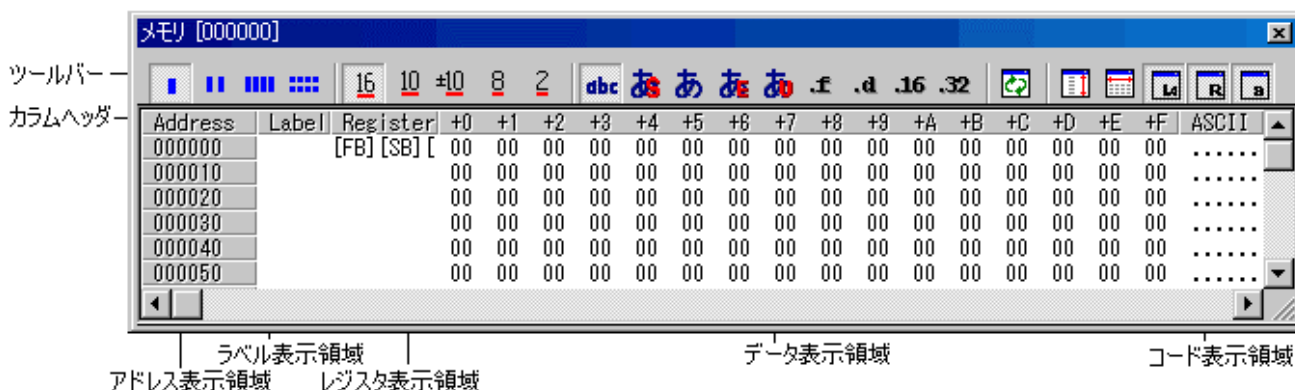 メモリ [000000]
ツールバー
16 10 ±10 8 2 abc あS あ あE あU .f .d .16 .32 R a
カラムヘッダ
Address Label Register +0 +1 +2 +3 +4 +5 +6 +7 +8 +9 +A +B +C +D +E +F ASCII
000000 [FB][SB][ 00 00 00 00 00 00 00 00 00 00 00 00 00 00 00 00 ......
000010 00 00 00 00 00 00 00 00 00 00 00 00 00 00 00 00 ......
000020 00 00 00 00 00 00 00 00 00 00 00 00 00 00 00 00 ......
000030 00 00 00 00 00 00 00 00 00 00 00 00 00 00 00 00 ......
000040 00 00 00 00 00 00 00 00 00 00 00 00 00 00 00 00 ......
000050 00 00 00 00 00 00 00 00 00 00 00 00 00 00 00 00 ......
ラベル表示領域 データ表示領域 コード表示領域
アドレス表示領域 レジスタ表示領域